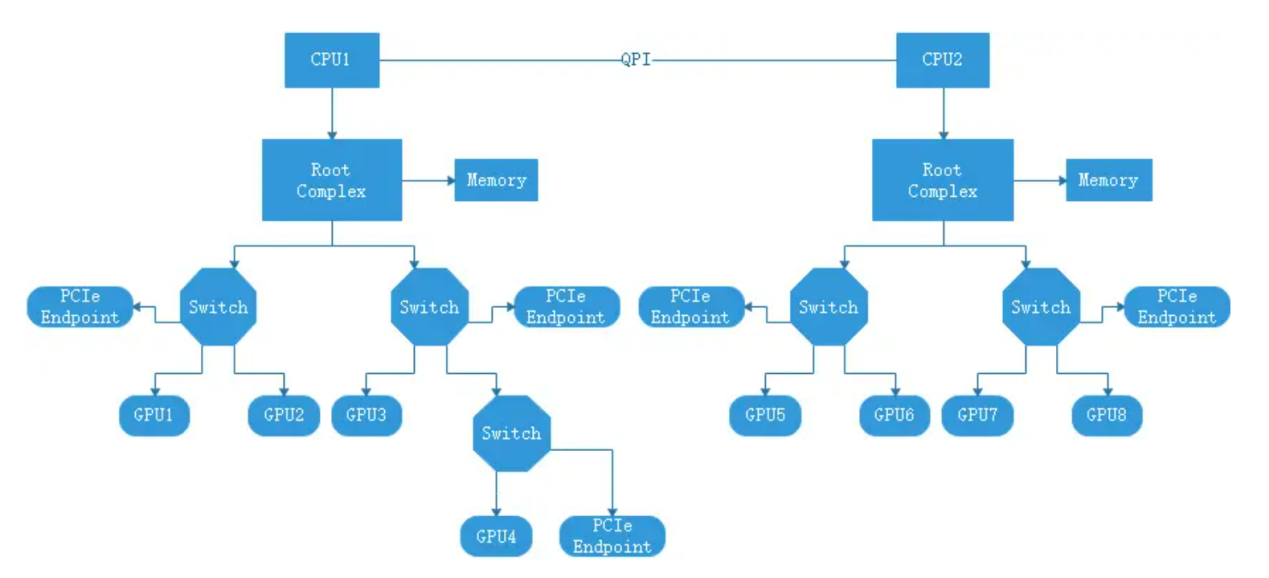 CPU1
QPI
CPU2
Root
Complex
Memory
Root
Complex
Memory
PCIe
Endpoint
Switch
Switch
PCIe
Endpoint
PCIe
Endpoint
Switch
Switch
PCIe
Endpoint
GPU1
GPU2
GPU3
Switch
GPU5
GPU6
GPU7
GPU8
GPU4
PCIe
Endpoint